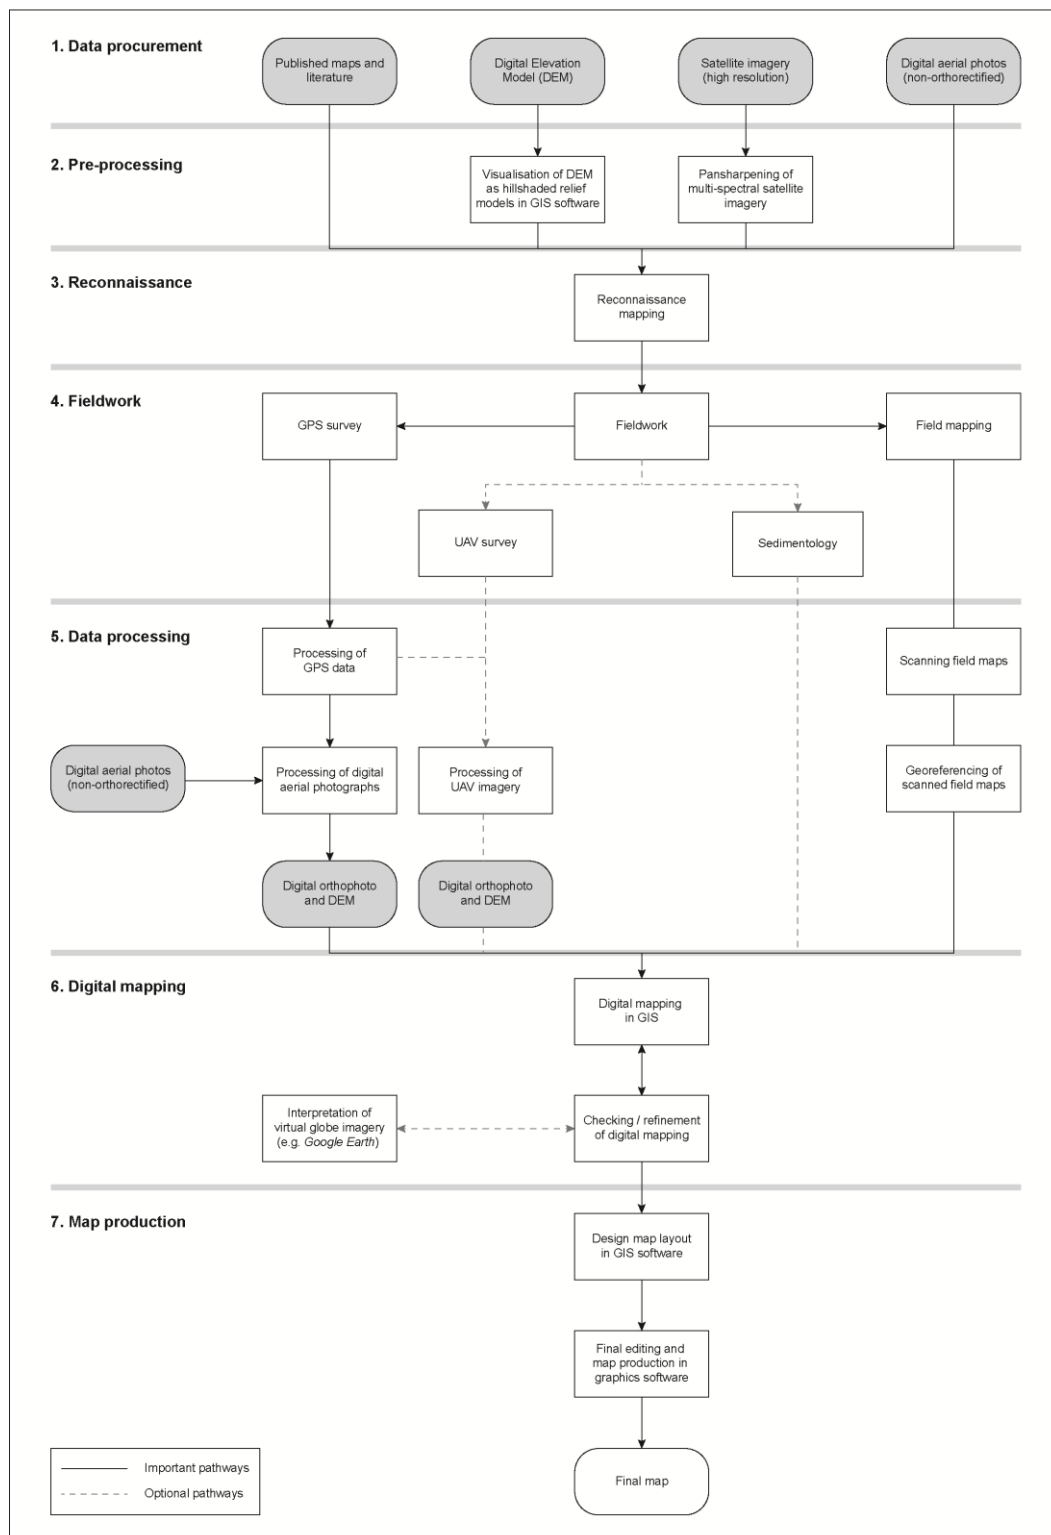 1. Data procurement
Published maps and
literature
Digital Elevation
Model (DEM)
Satellite imagery
(high resolution)
Digital aerial photos
(non-orthorectified)
2. Pre-processing
Visualisation of DEM
as hillshaded relief
models in GIS software
Pansharpening of
multi-spectral satellite
imagery
3. Reconnaissance
Reconnaissance
mapping
4. Fieldwork
GPS survey
Fieldwork
Field mapping
UAV survey
Sedimentology
5. Data processing
Processing of
GPS data
Scanning field maps
Digital aerial photos
(non-orthorectified)
Processing of digital
aerial photographs
Processing of
UAV imagery
Georeferencing of
scanned field maps
Digital orthophoto
and DEM
Digital orthophoto
and DEM
6. Digital mapping
Digital mapping
in GIS
Interpretation of
virtual globe imagery
(e.g. Google Earth)
Checking / refinement
of digital mapping
7. Map production
Design map layout
in GIS software
Final editing and
map production in
graphics software
Important pathways
Optional pathways
Final map